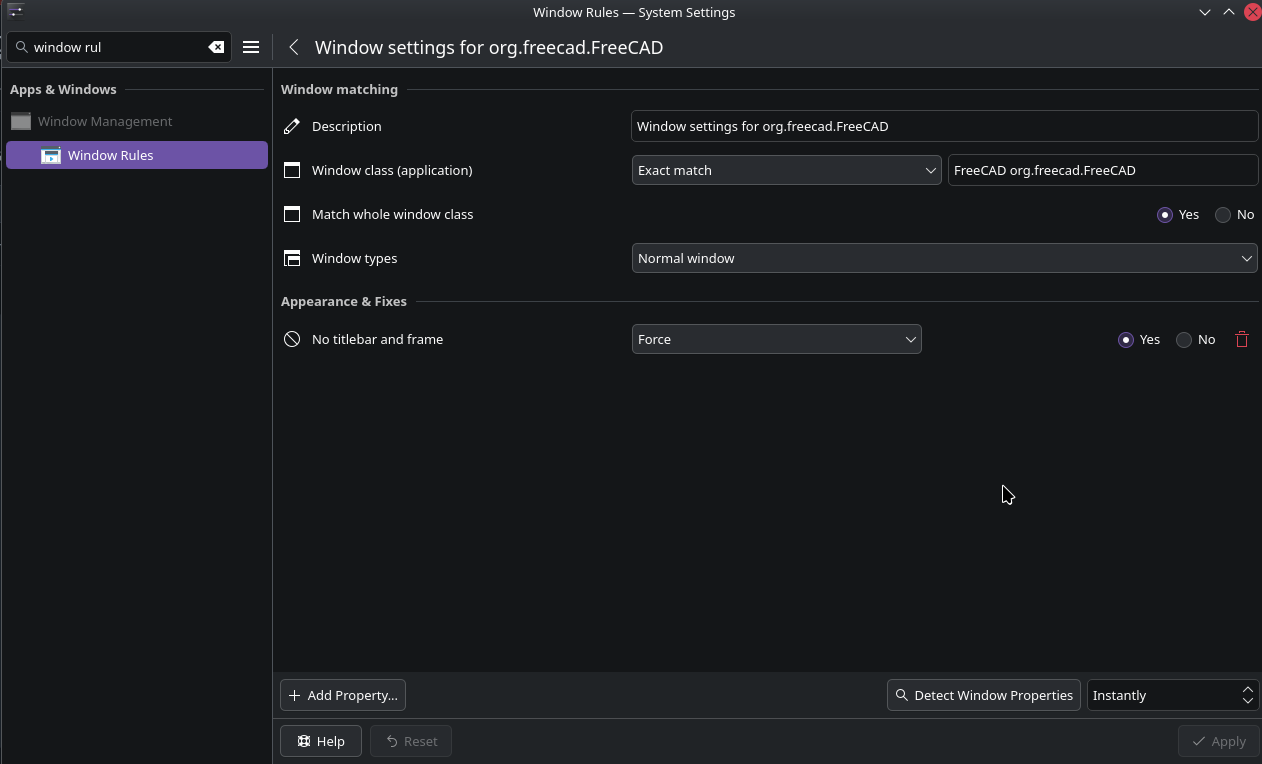 Window Rules — System Settings
window rul
Window settings for org.freecad.FreeCAD
Apps & Windows
Window Management
Window Rules
Window matching
Description
Window settings for org.freecad.FreeCAD
Window class (application)
Exact match
FreeCAD org.freecad.FreeCAD
Match whole window class
Yes
No
Window types
Normal window
Appearance & Fixes
No titlebar and frame
Force
Yes
No
Add Property...
Detect Window Properties
Instantly
Help
Reset
Apply